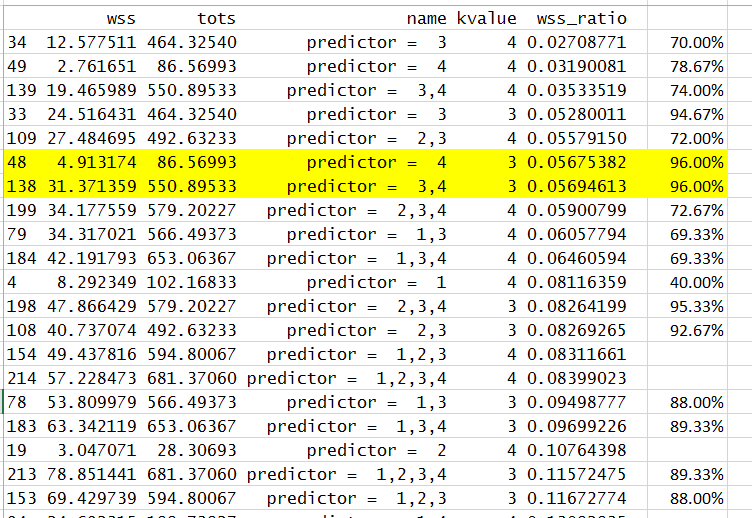 wss tots name kvalue wss_ratio
34 12.577511 464.32540 predictor = 3 4 0.02708771 70.00%
49 2.761651 86.56993 predictor = 4 4 0.03190081 78.67%
139 19.465989 550.89533 predictor = 3,4 4 0.03533519 74.00%
33 24.516431 464.32540 predictor = 3 3 0.05280011 94.67%
109 27.484695 492.63233 predictor = 2,3 4 0.05579150 72.00%
48 4.913174 86.56993 predictor = 4 3 0.05675382 96.00%
138 31.371359 550.89533 predictor = 3,4 3 0.05694613 96.00%
199 34.177559 579.20227 predictor = 2,3,4 4 0.05900799 72.67%
79 34.317021 566.49373 predictor = 1,3 4 0.06057794 69.33%
184 42.191793 653.06367 predictor = 1,3,4 4 0.06460594 69.33%
4 8.292349 102.16833 predictor = 1 4 0.08116359 40.00%
198 47.866429 579.20227 predictor = 2,3,4 3 0.08264199 95.33%
108 40.737074 492.63233 predictor = 2,3 3 0.08269265 92.67%
154 49.437816 594.80067 predictor = 1,2,3 4 0.08311661
214 57.228473 681.37060 predictor = 1,2,3,4 4 0.08399023
78 53.809979 566.49373 predictor = 1,3 3 0.09498777 88.00%
183 63.342119 653.06367 predictor = 1,3,4 3 0.09699226 89.33%
19 3.047071 28.30693 predictor = 2 4 0.10764398
213 78.851441 681.37060 predictor = 1,2,3,4 3 0.11572475 89.33%
153 69.429739 594.80067 predictor = 1,2,3 3 0.11672774 88.00%